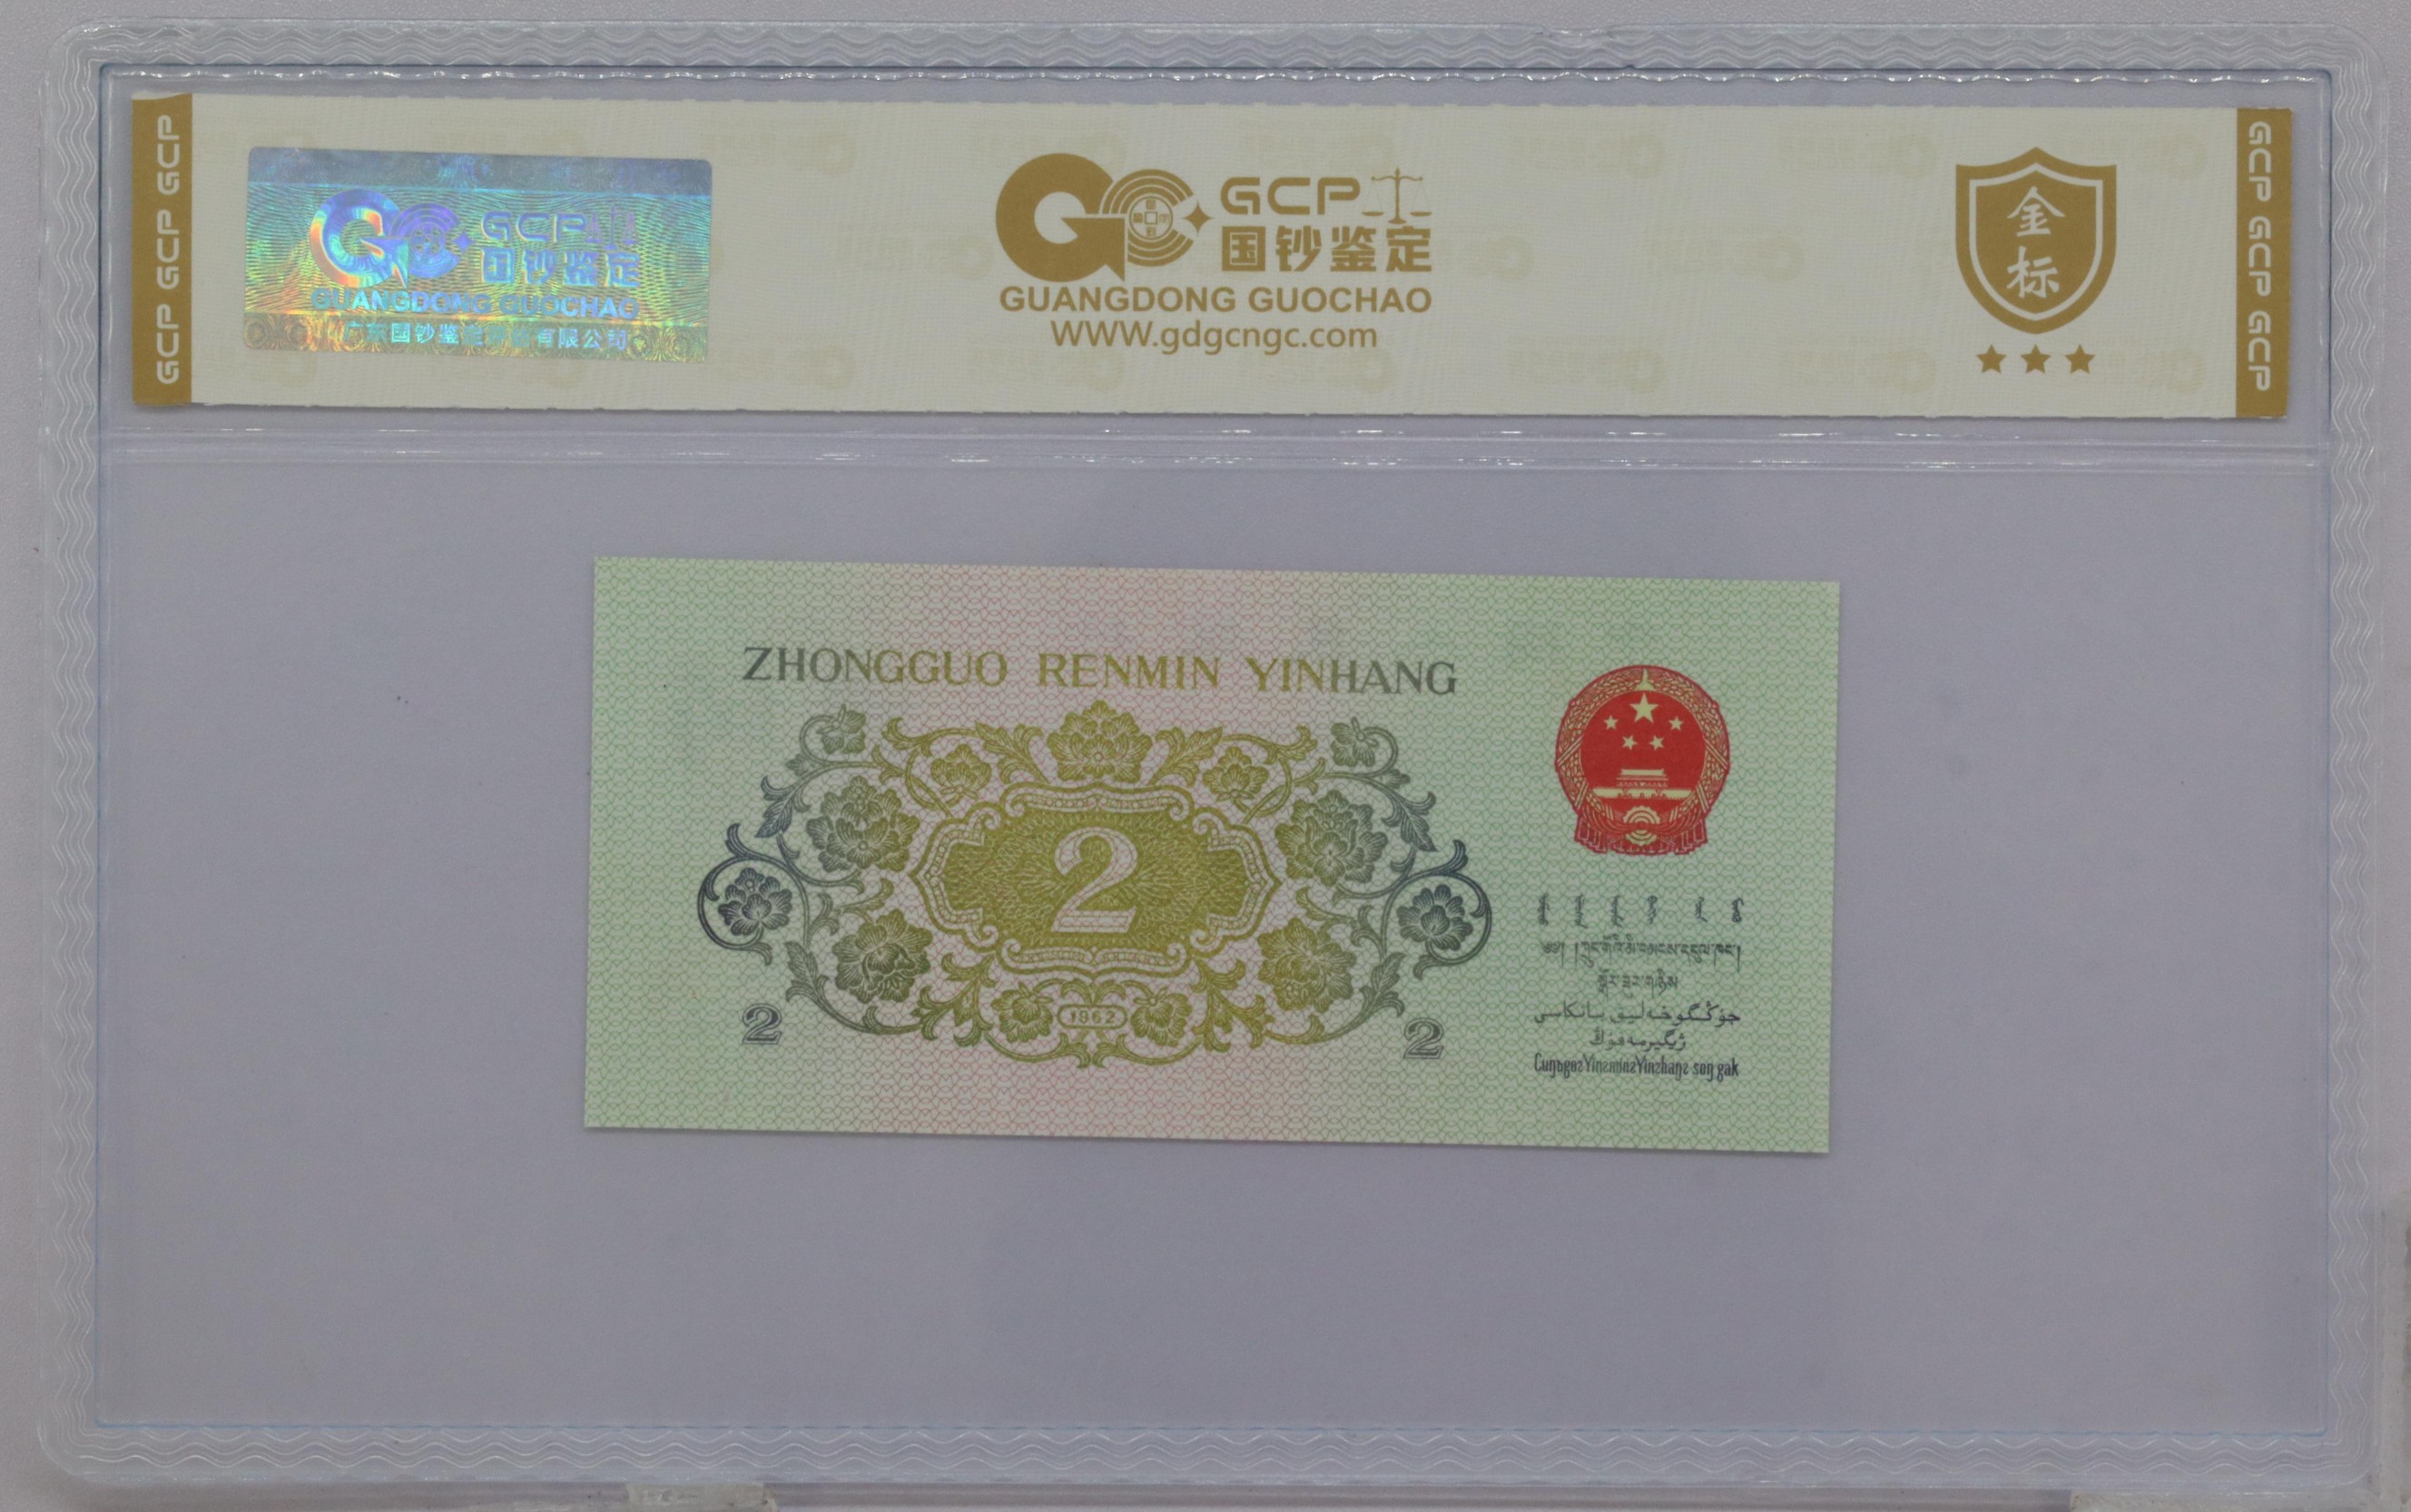 GCP GCP GCP
GCP
国钞鉴定
GUANGDONG GUOCHAO
广东国钞鉴定
有限公司
GCP
国钞鉴定
GUANGDONG GUOCHAO
WWW.gdgcngc.com
金
标
GCP GCP GCP
ZHONGGUO RENMIN YINHANG
2
1962
2
2